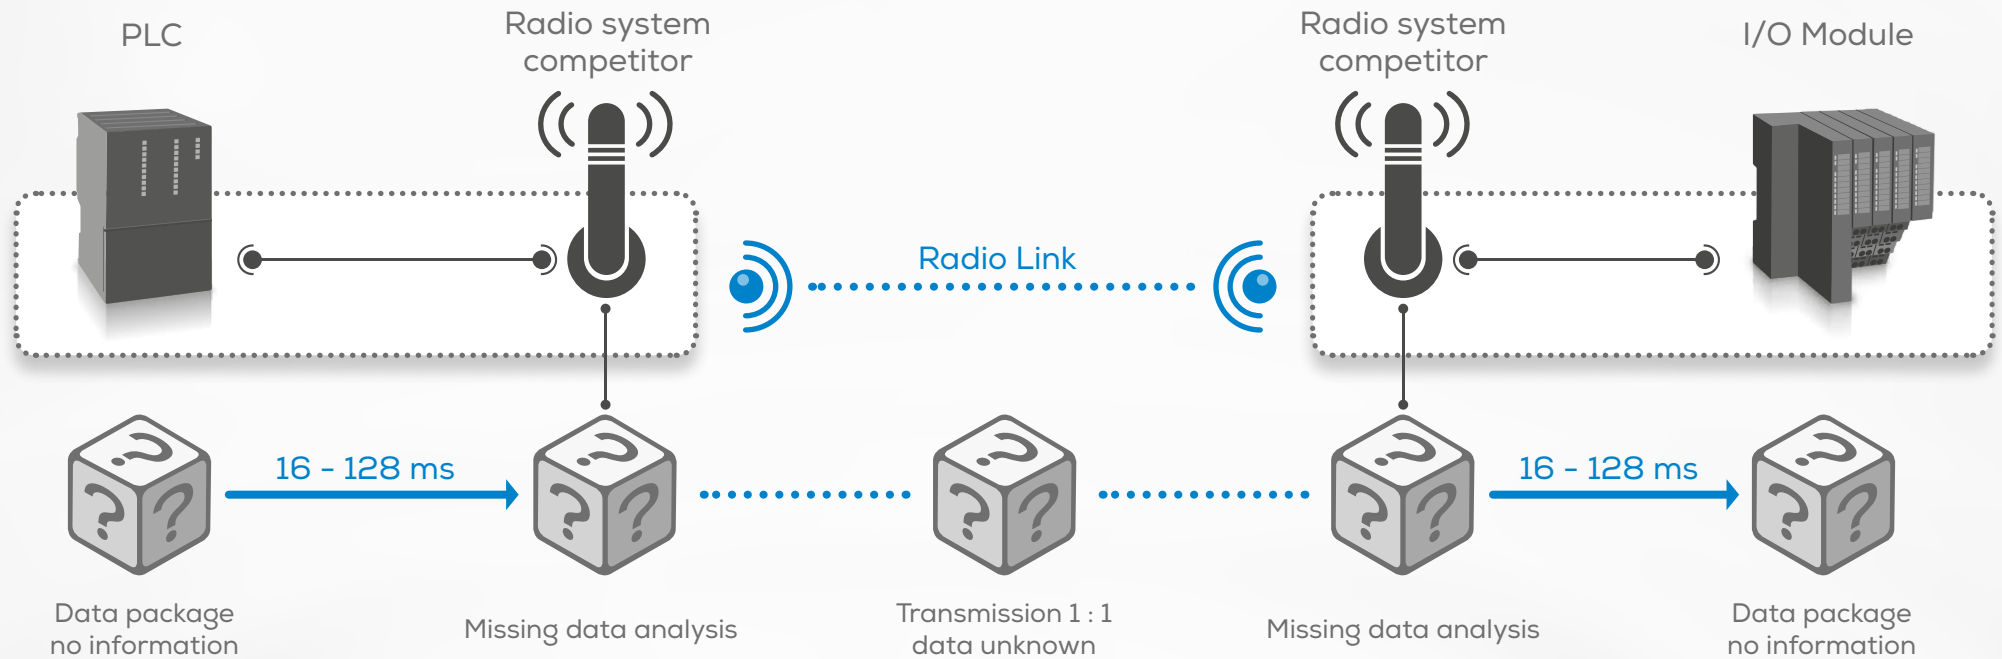 PLC
Radio system
competitor
Radio system
competitor
I/O Module
Radio Link
16 - 128 ms
16 - 128 ms
? ? ?
? ? ?
? ? ?
? ? ?
? ? ?
Data package
no information
Missing data analysis
Transmission 1 : 1
data unknown
Missing data analysis
Data package
no information